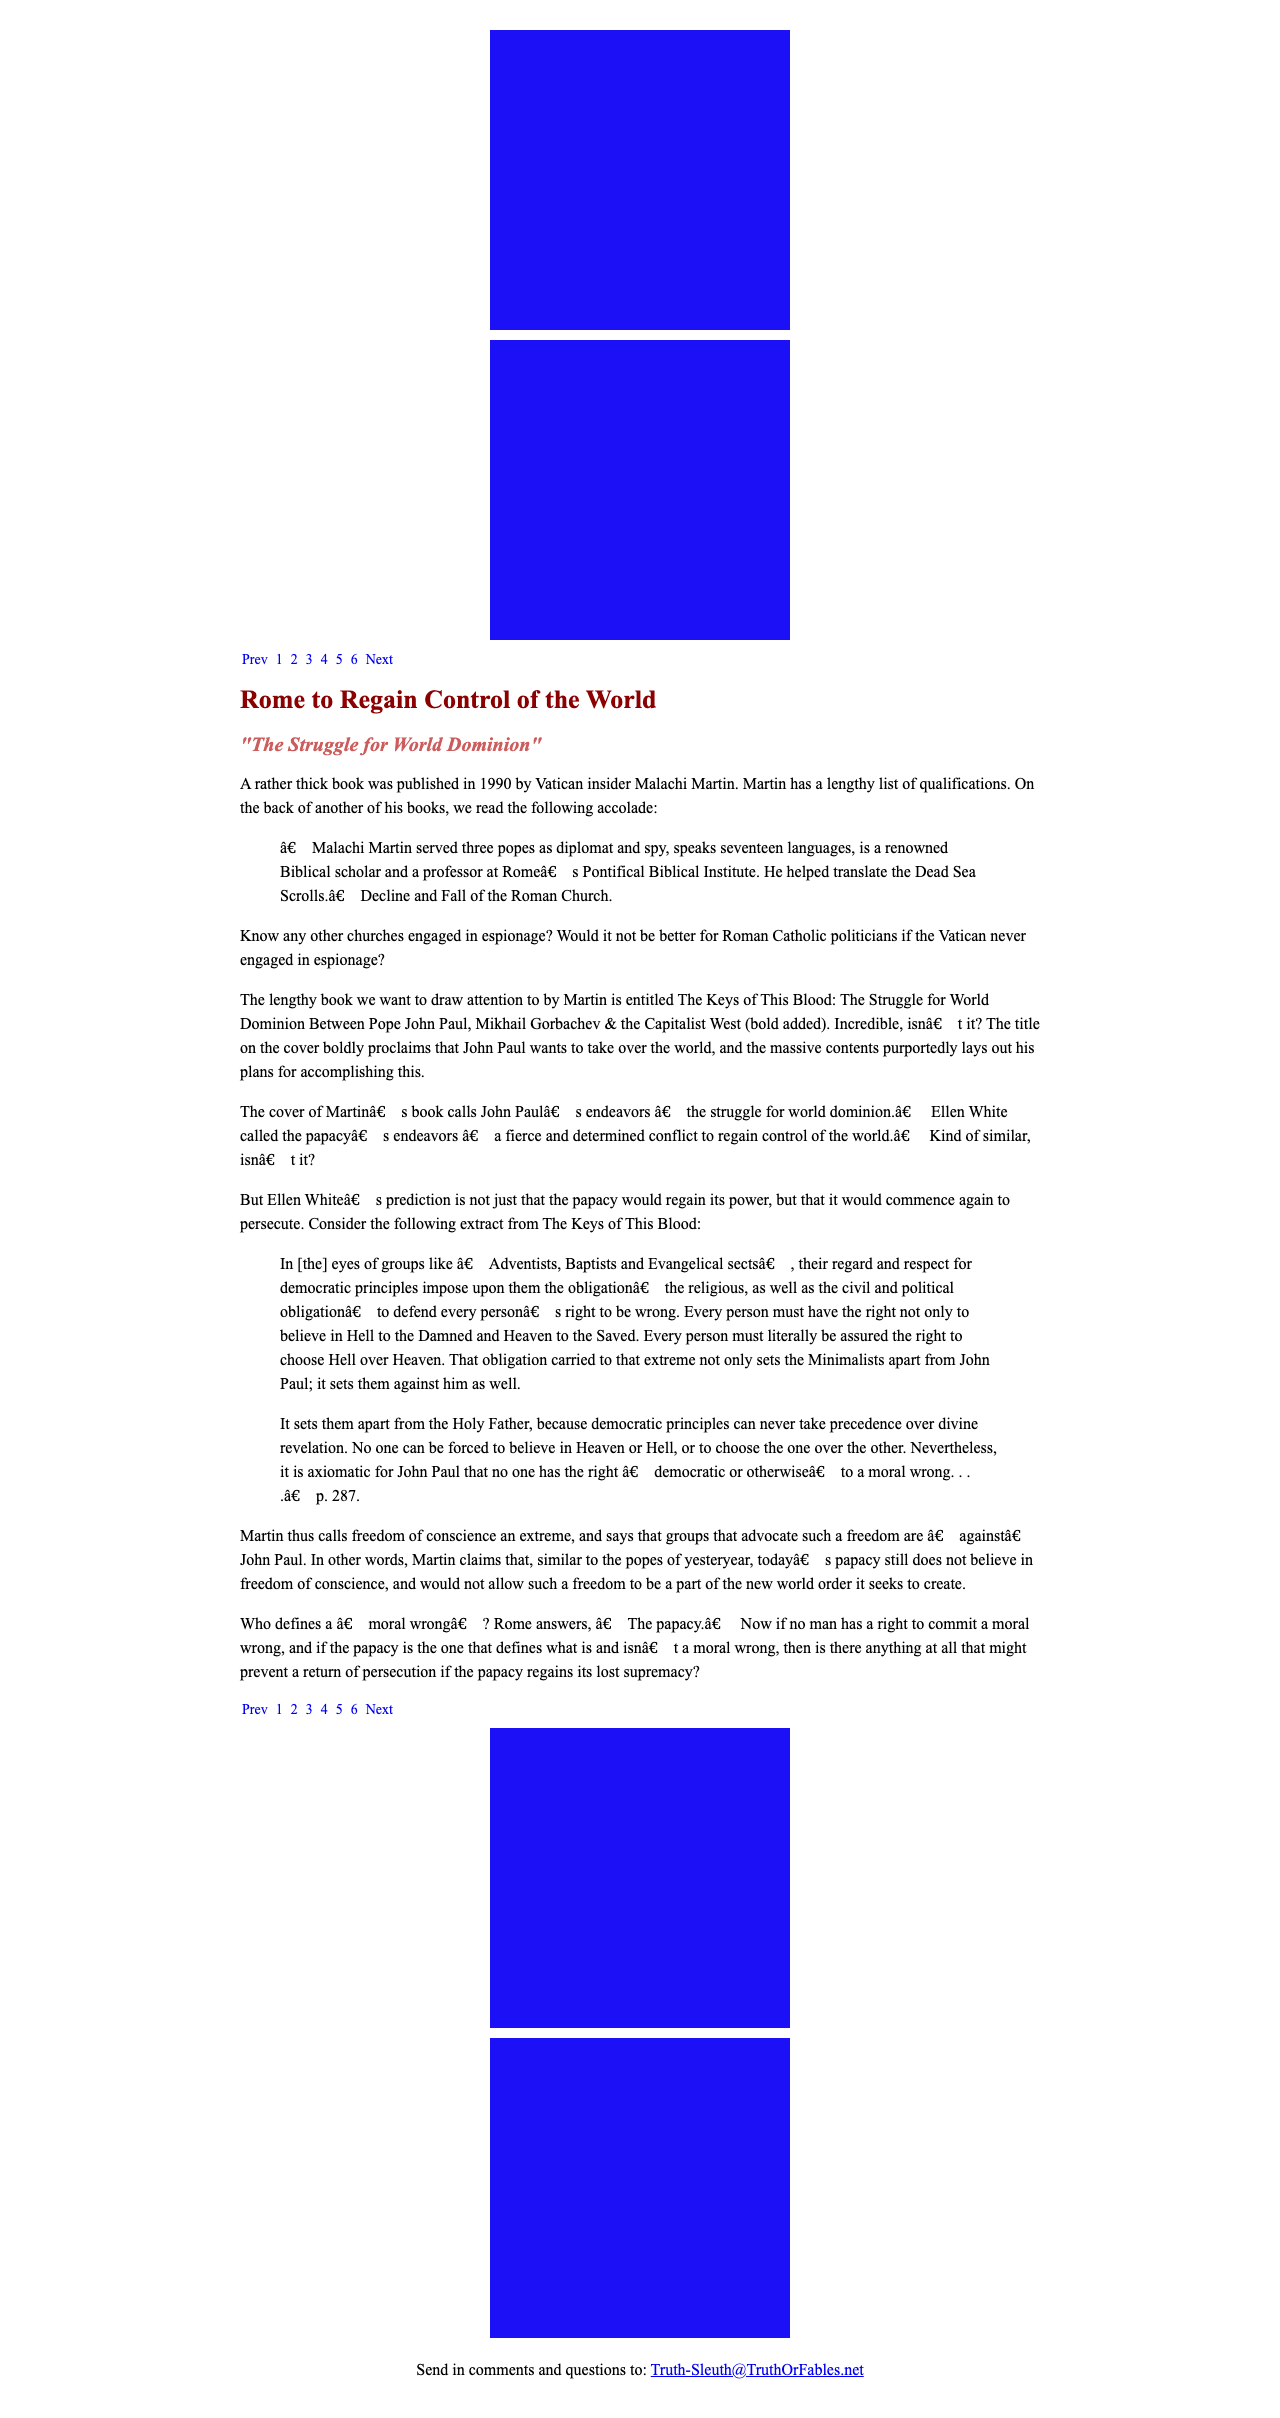 Prev 1 2 3 4 5 6 Next
Rome to Regain Control of the World
"The Struggle for World Dominion"
A rather thick book was published in 1990 by Vatican insider Malachi Martin. Martin has a lengthy list of qualifications. On
the back of another of his books, we read the following accolade:
â€ Malachi Martin served three popes as diplomat and spy, speaks seventeen languages, is a renowned
Biblical scholar and a professor at Romeâ€ s Pontifical Biblical Institute. He helped translate the Dead Sea
Scrolls.â€ Decline and Fall of the Roman Church.
Know any other churches engaged in espionage? Would it not be better for Roman Catholic politicians if the Vatican never
engaged in espionage?
The lengthy book we want to draw attention to by Martin is entitled The Keys of This Blood: The Struggle for World
Dominion Between Pope John Paul, Mikhail Gorbachev & the Capitalist West (bold added). Incredible, isnâ€ t it? The title
on the cover boldly proclaims that John Paul wants to take over the world, and the massive contents purportedly lays out his
plans for accomplishing this.
The cover of Martinâ€ s book calls John Paulâ€ s endeavors â€ the struggle for world dominion.â€ Ellen White
called the papacyâ€ s endeavors â€ a fierce and determined conflict to regain control of the world.â€ Kind of similar,
isnâ€ t it?
But Ellen Whiteâ€ s prediction is not just that the papacy would regain its power, but that it would commence again to
persecute. Consider the following extract from The Keys of This Blood:
In [the] eyes of groups like â€ Adventists, Baptists and Evangelical sectsâ€ , their regard and respect for
democratic principles impose upon them the obligationâ€ the religious, as well as the civil and political
obligationâ€ to defend every personâ€ s right to be wrong. Every person must have the right not only to
believe in Hell to the Damned and Heaven to the Saved. Every person must literally be assured the right to
choose Hell over Heaven. That obligation carried to that extreme not only sets the Minimalists apart from John
Paul; it sets them against him as well.
It sets them apart from the Holy Father, because democratic principles can never take precedence over divine
revelation. No one can be forced to believe in Heaven or Hell, or to choose the one over the other. Nevertheless,
it is axiomatic for John Paul that no one has the right â€ democratic or otherwiseâ€ to a moral wrong. . .
.â€ p. 287.
Martin thus calls freedom of conscience an extreme, and says that groups that advocate such a freedom are â€ againstâ€
John Paul. In other words, Martin claims that, similar to the popes of yesteryear, todayâ€ s papacy still does not believe in
freedom of conscience, and would not allow such a freedom to be a part of the new world order it seeks to create.
Who defines a â€ moral wrongâ€ ? Rome answers, â€ The papacy.â€ Now if no man has a right to commit a moral
wrong, and if the papacy is the one that defines what is and isnâ€ t a moral wrong, then is there anything at all that might
prevent a return of persecution if the papacy regains its lost supremacy?
Prev 1 2 3 4 5 6 Next
Send in comments and questions to: Truth-Sleuth@TruthOrFables.net